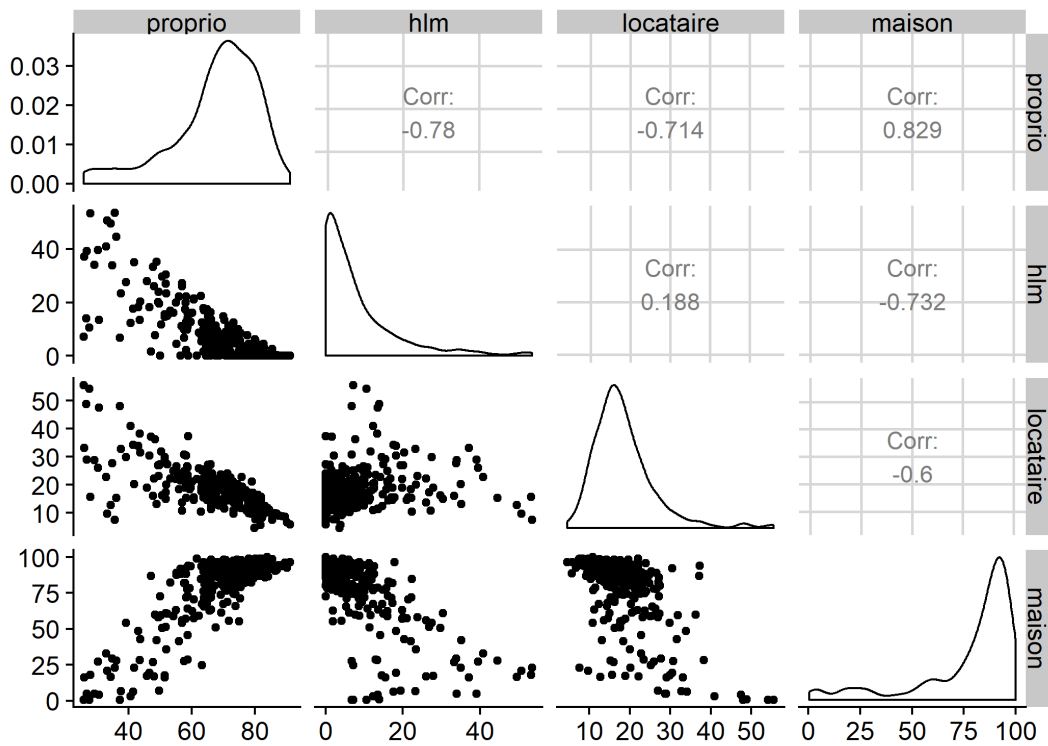 proprio hlm locataire maison
0.03
0.02
0.01
0.00
Corr:
-0.78
Corr:
-0.714
Corr:
0.829
proprio
40
20
0
Corr:
0.188
Corr:
-0.732
hlm
50
40
30
20
10
Corr:
-0.6
locataire
100
75
50
25
0
maison
40 60 80 0 20 40 10 20 30 40 50 0 25 50 75 100